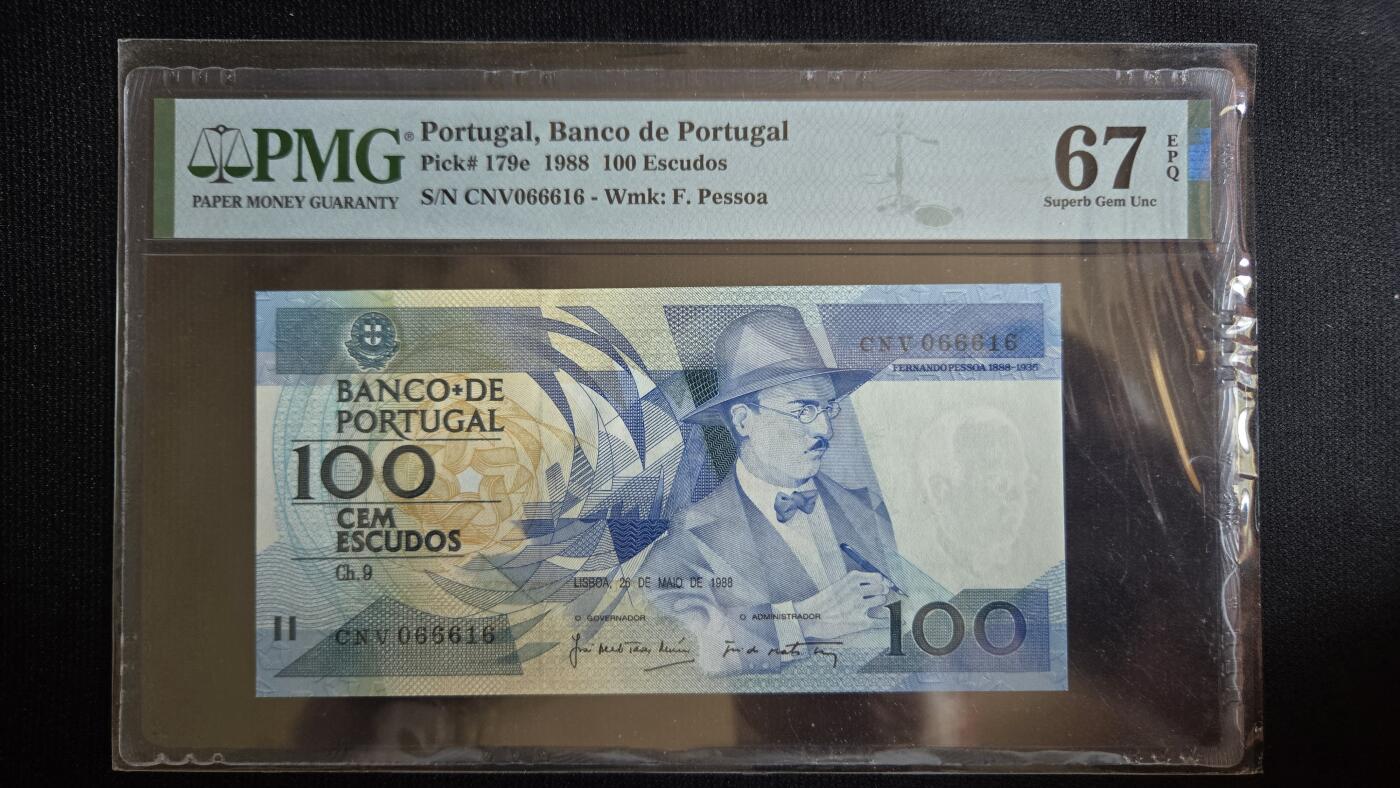 PMG®
PAPER MONEY GUARANTY
Portugal, Banco de Portugal
Pick# 179e 1988 100 Escudos
S/N CNV066616 - Wmk: F. Pessoa
67
EPQ
Superb Gem Unc
CNV 066616
FERNANDO PESSOA 1888-1935
BANCO+DE
PORTUGAL
100
CEM
ESCUDOS
Ch. 9
LISBOA, 26 DE MAIO DE 1988
O GOVERNADOR
O ADMINISTRADOR
CNV 066616
100